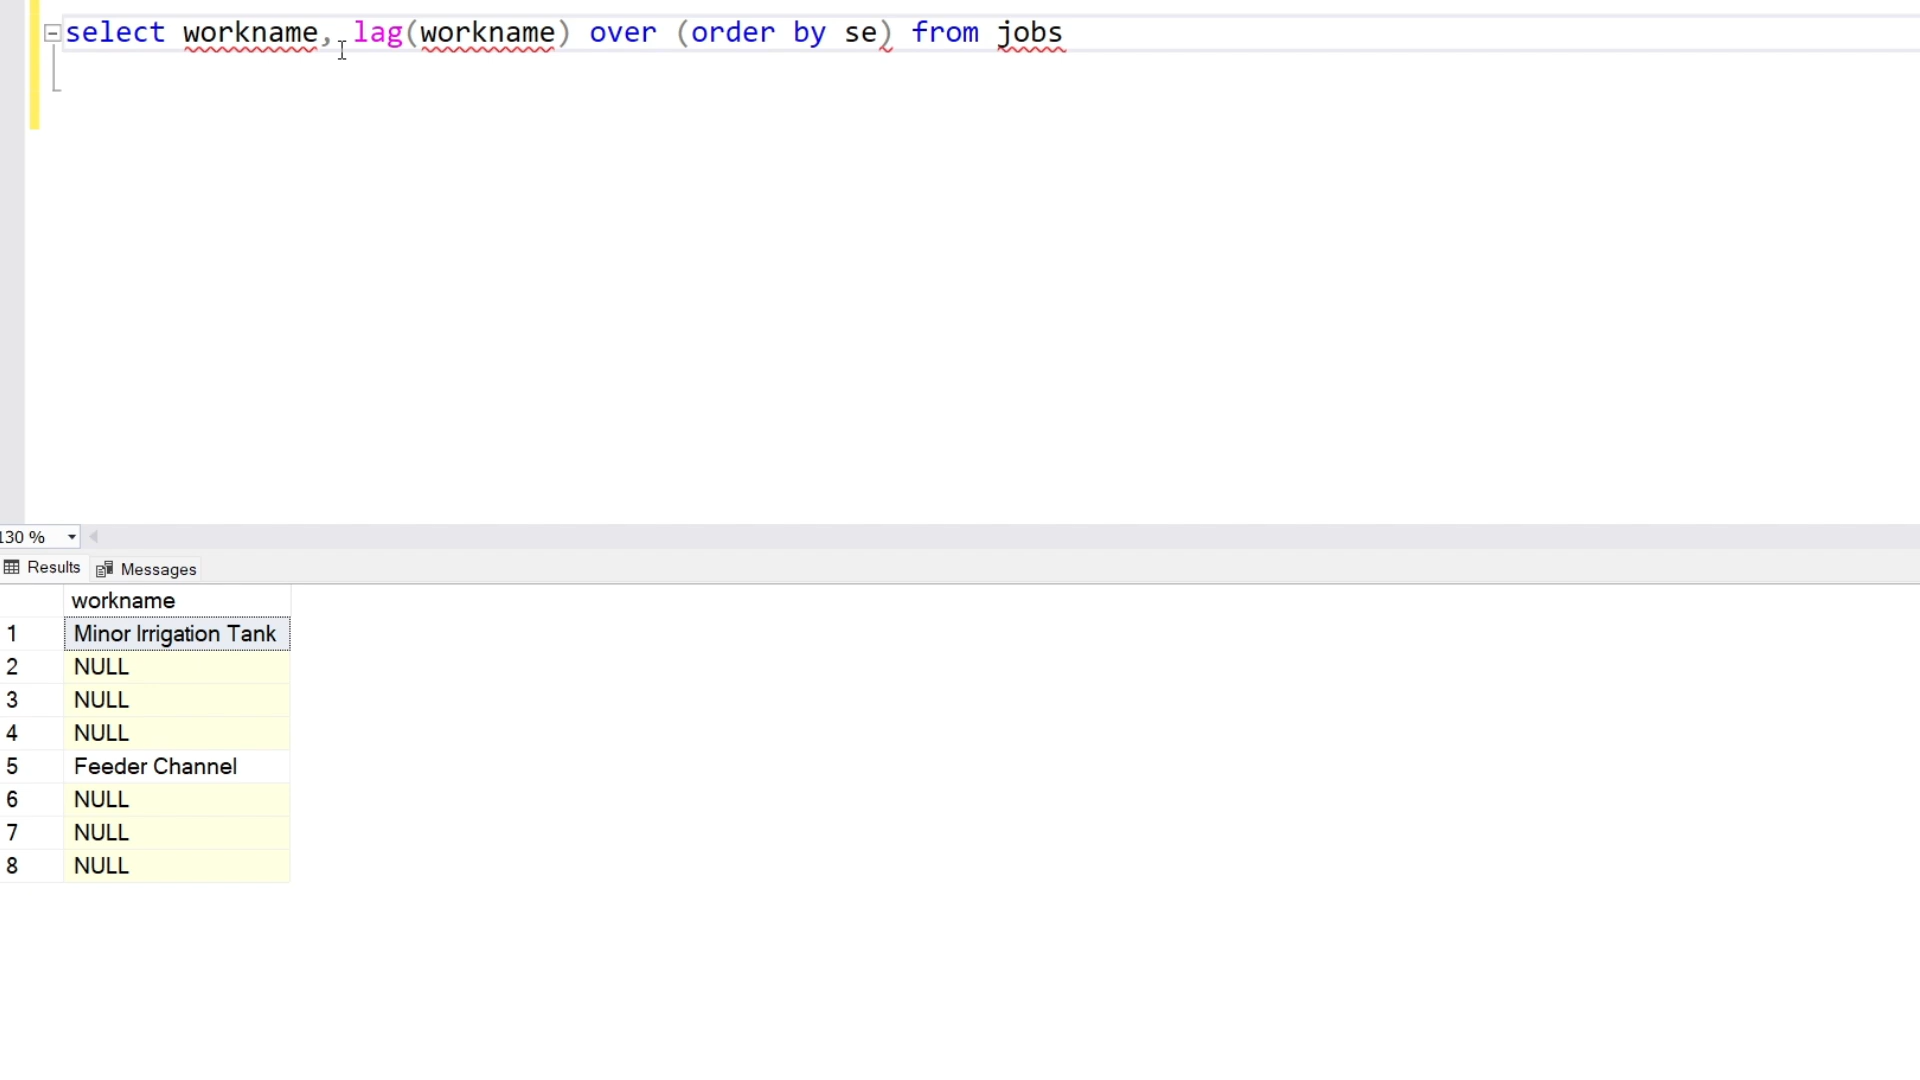 select workname, lag(workname) over (order by se) from jobs
130 %
Results Messages
workname
1 Minor Irrigation Tank
2 NULL
3 NULL
4 NULL
5 Feeder Channel
6 NULL
7 NULL
8 NULL